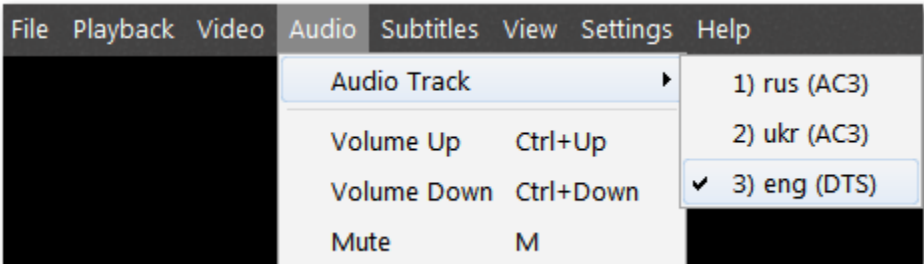 File Playback Video Audio Subtitles View Settings Help
Audio Track
1) rus (AC3)
2) ukr (AC3)
3) eng (DTS)
Volume Up Ctrl+Up
Volume Down Ctrl+Down
Mute M